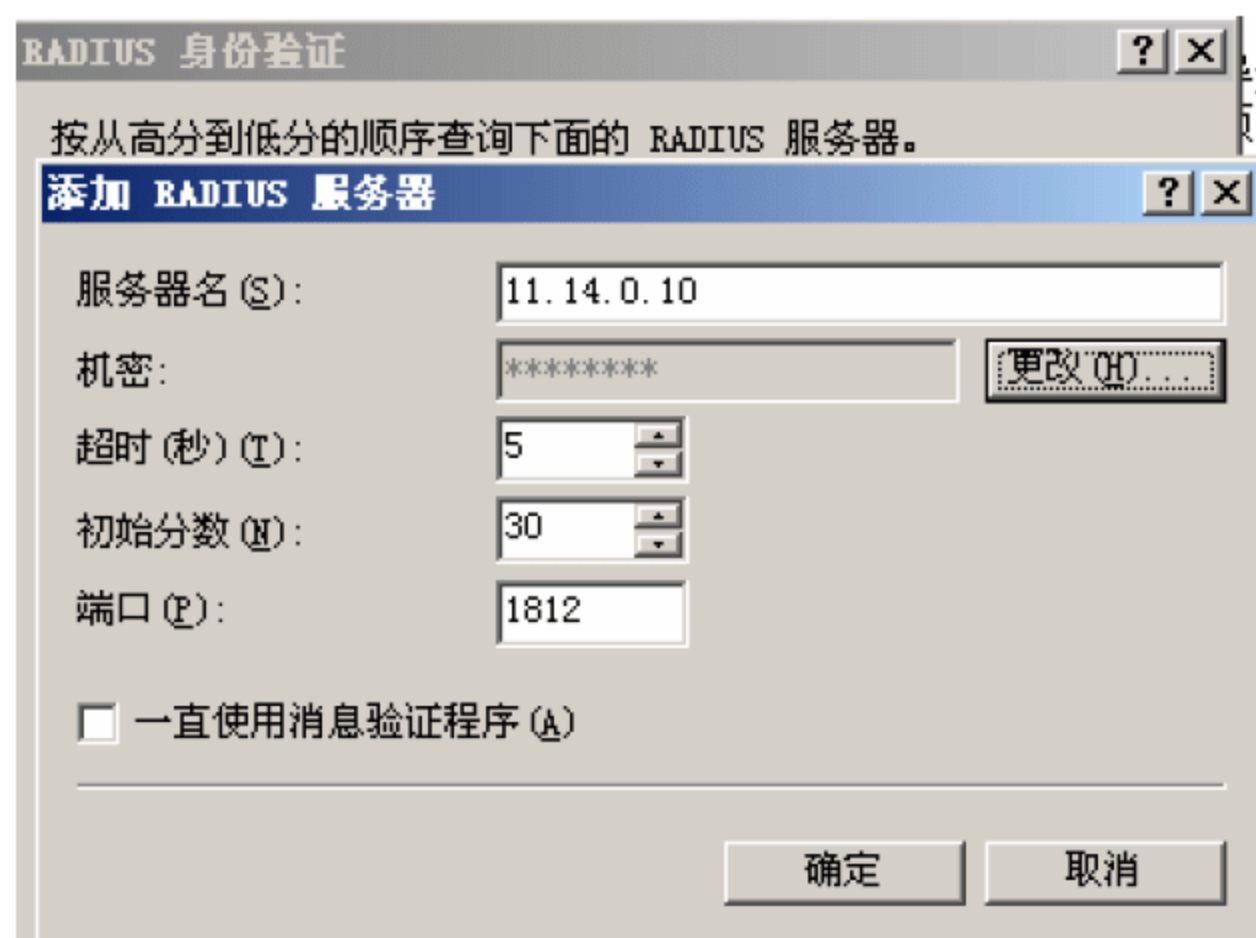 RADIUS 身份验证
按从高分到低分的顺序查询下面的 RADIUS 服务器。
添加 RADIUS 服务器
服务器名(S): 11.14.0.10
机密: ******** 更改(H)...
超时(秒)(T): 5
初始分数(N): 30
端口(P): 1812
一直使用消息验证程序(A)
确定 取消